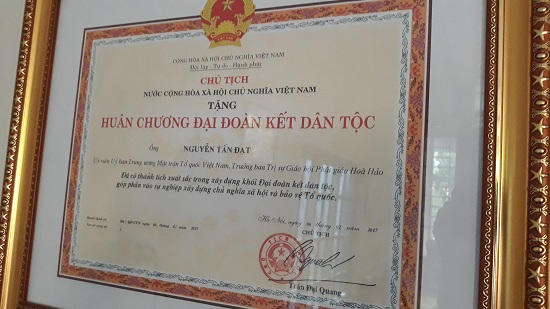 CỘNG HÒA XÃ HỘI CHỦ NGHĨA VIỆT NAM
Độc lập - Tự do - Hạnh phúc
CHỦ TỊCH
NƯỚC CỘNG HÒA XÃ HỘI CHỦ NGHĨA VIỆT NAM
TẶNG
HUÂN CHƯƠNG ĐẠI ĐOÀN KẾT DÂN TỘC
Ông NGUYỄN TẤN ĐẠT
Uỷ viên Uỷ ban Trung ương Mặt trận Tổ quốc Việt Nam, Trưởng ban Trị sự Giáo hội Phật giáo Hoà Hảo
Đã có thành tích xuất sắc trong xây dựng khối Đại đoàn kết dân tộc,
góp phần vào sự nghiệp xây dựng chủ nghĩa xã hội và bảo vệ Tổ quốc.
Hà Nội, ngày tháng năm 2017
CHỦ TỊCH
Trần Đại Quang